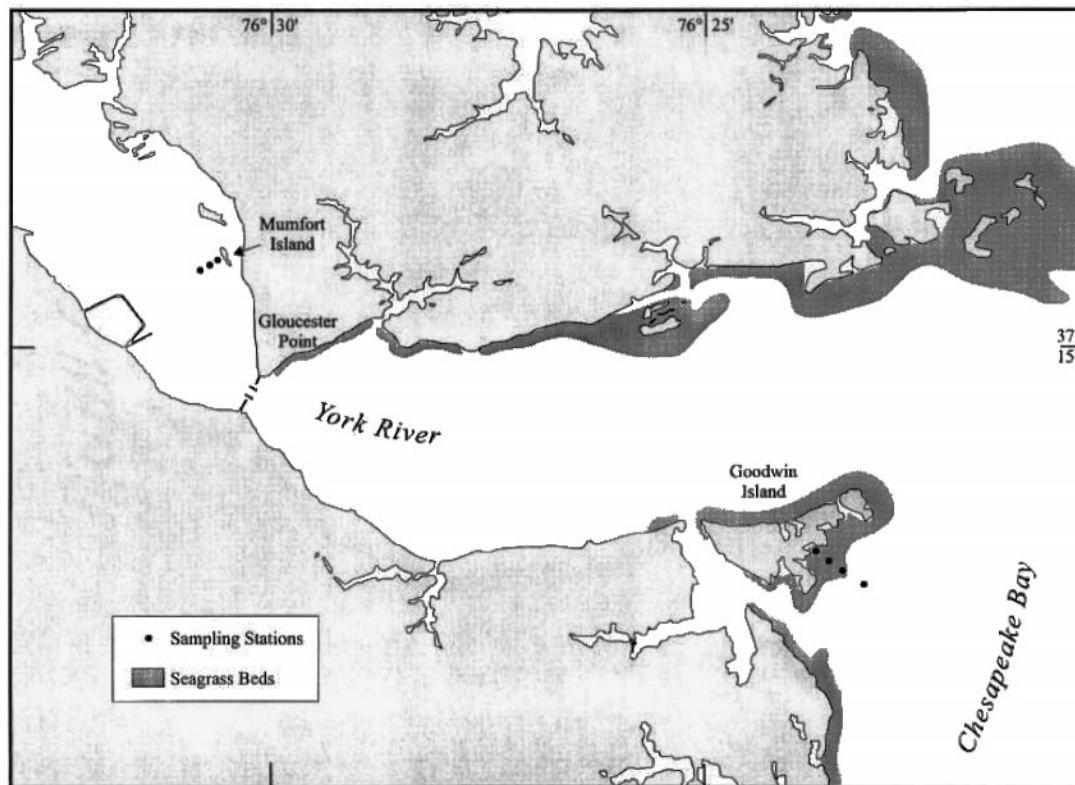 76° 30'
76° 25'
Mumfort
Island
Gloucester
Point
37
15
York River
Goodwin
Island
Chesapeake Bay
Sampling Stations
Seagrass Beds